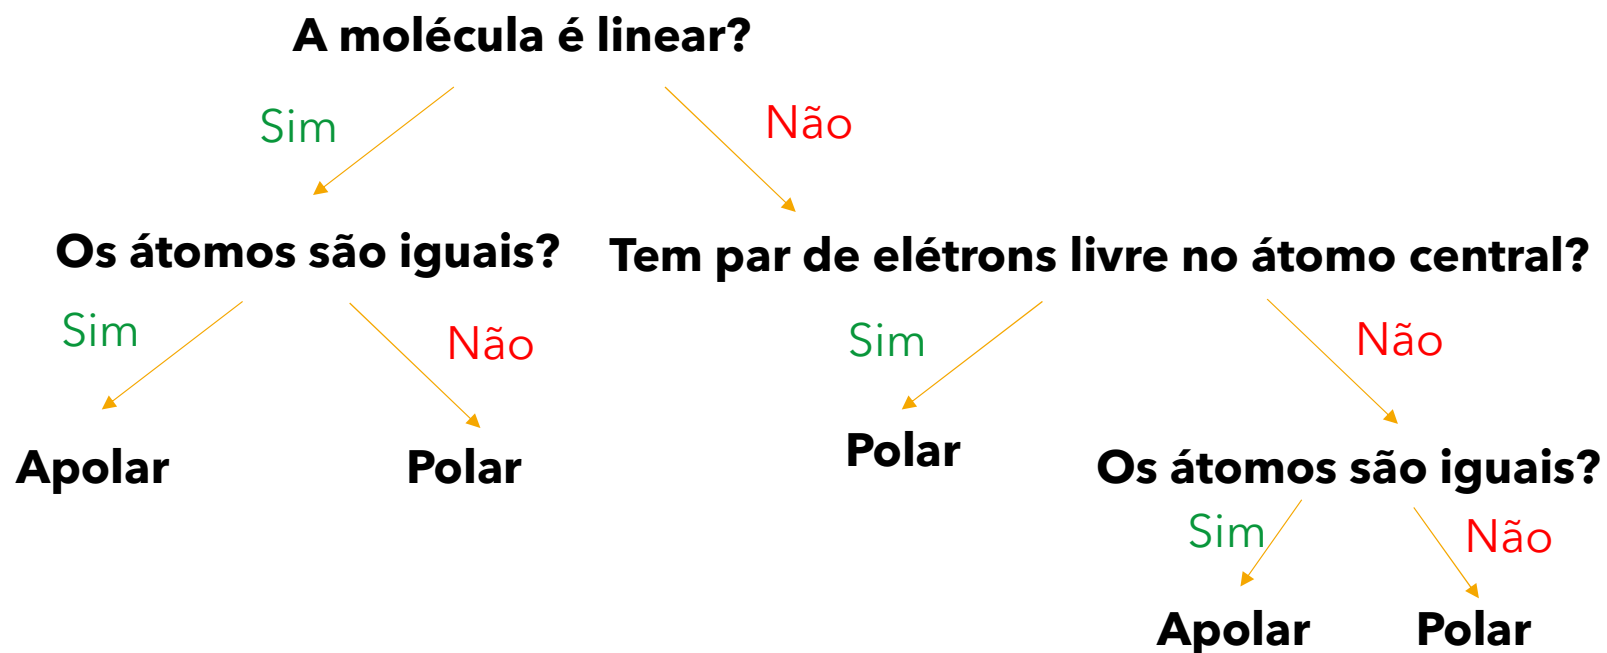 A molécula é linear?
Sim
Não
Os átomos são iguais?
Tem par de elétrons livre no átomo central?
Sim
Não
Sim
Não
Apolar
Polar
Polar
Os átomos são iguais?
Sim
Não
Apolar
Polar